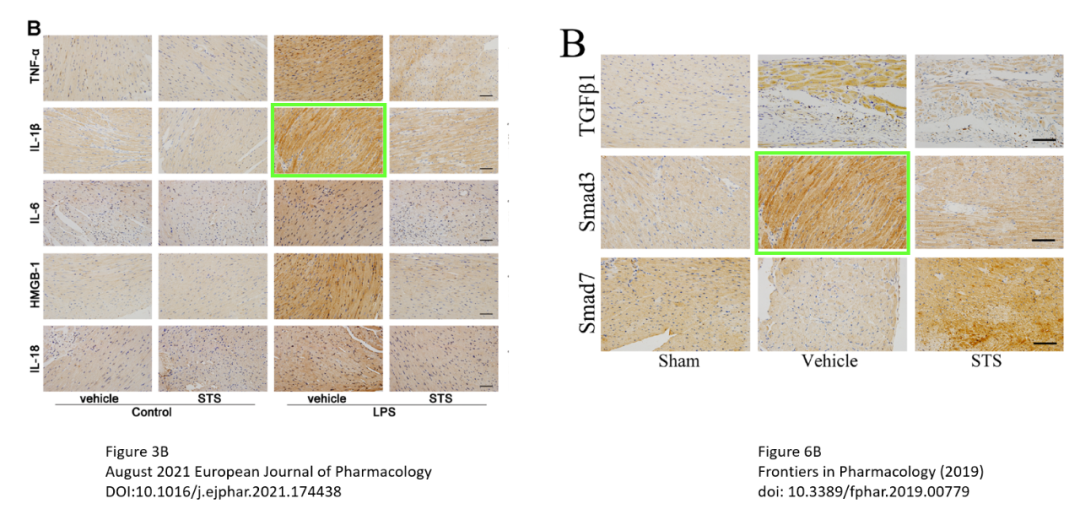 B
TNF-α
IL-1β
IL-6
HMGB-1
IL-18
vehicle STS vehicle STS
Control LPS
Figure 3B
August 2021 European Journal of Pharmacology
DOI:10.1016/j.ejphar.2021.174438
B
TGFβ1
Smad3
Smad7
Sham Vehicle STS
Figure 6B
Frontiers in Pharmacology (2019)
doi: 10.3389/fphar.2019.00779